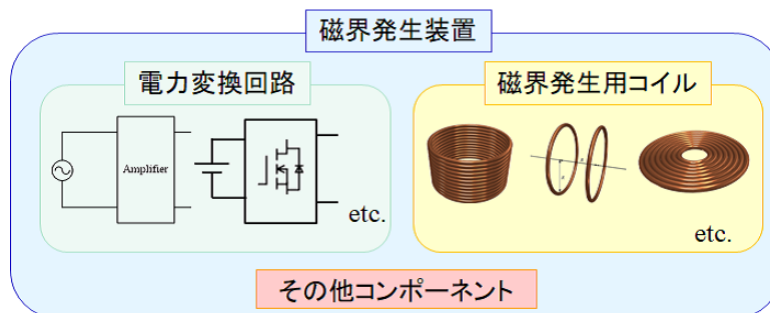 磁界発生装置
電力変換回路
磁界発生用コイル
Amplifier
etc.
etc.
その他コンポーネント